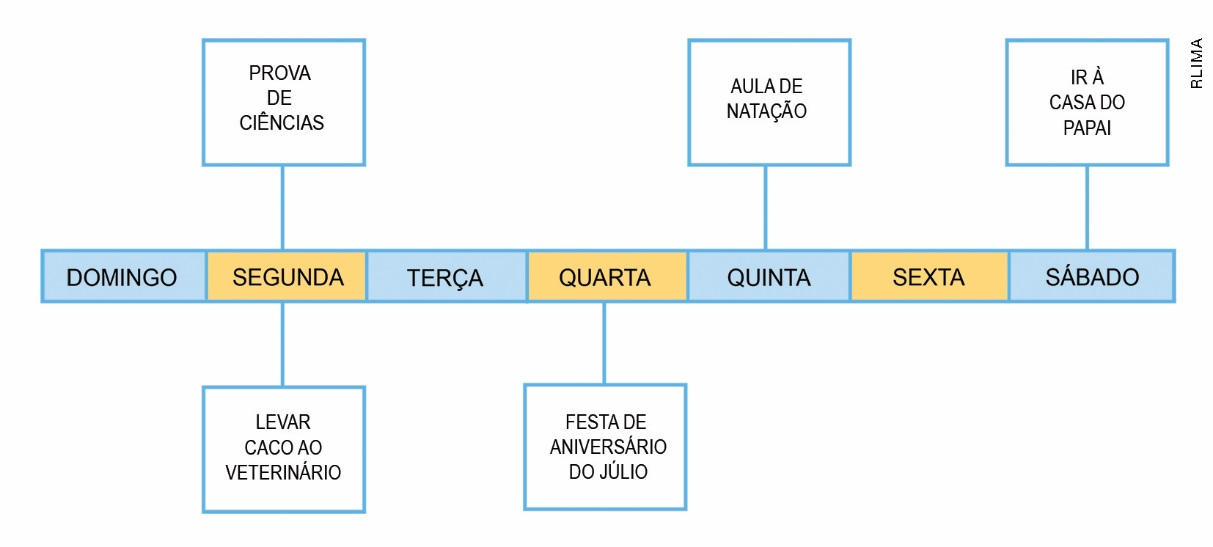 PROVA
DE
CIÊNCIAS
AULA DE
NATAÇÃO
IR À
CASA DO
PAPAI
RLIMA
DOMINGO
SEGUNDA
TERÇA
QUARTA
QUINTA
SEXTA
SÁBADO
LEVAR
CACO AO
VETERINÁRIO
FESTA DE
ANIVERSÁRIO
DO JÚLIO